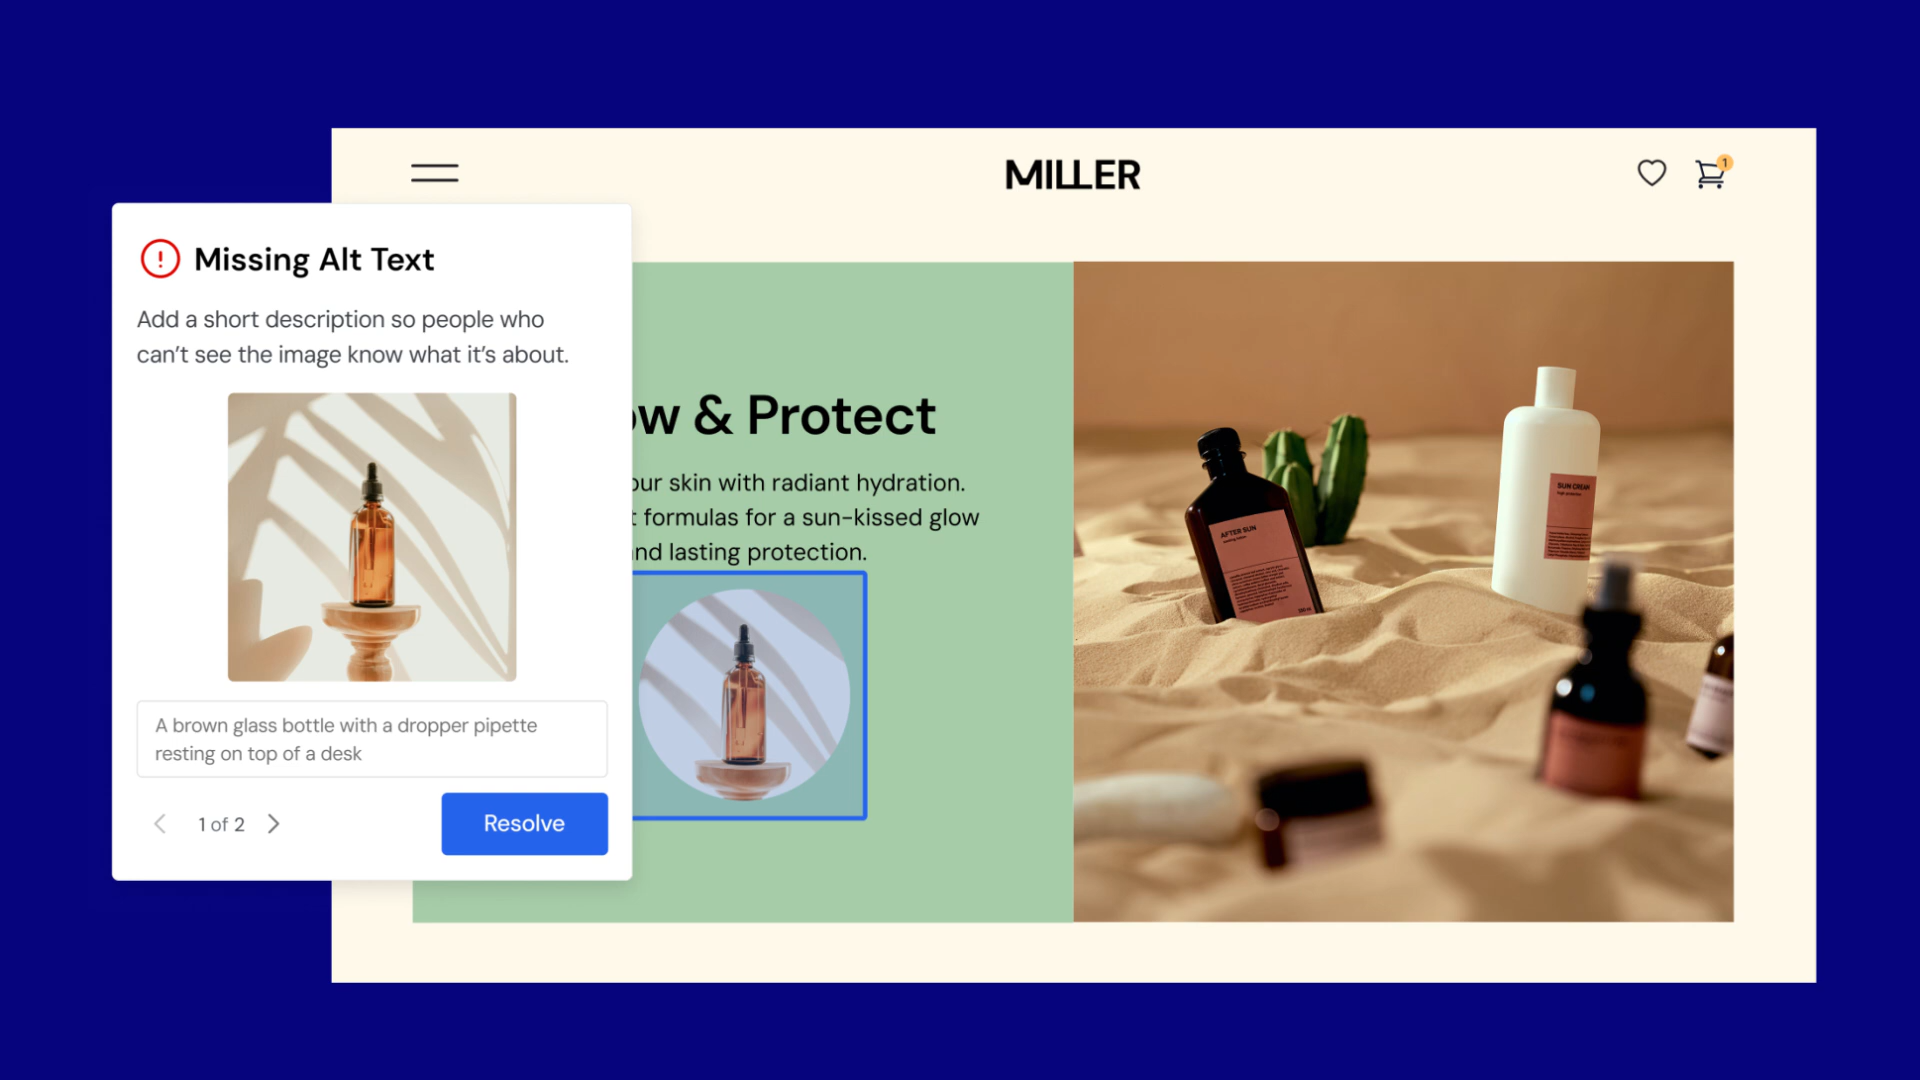 MILLER
1
Missing Alt Text
Add a short description so people who
can't see the image know what it's about.
A brown glass bottle with a dropper pipette
resting on top of a desk
1 of 2
Resolve
& Protect
skin with radiant hydration.
formulas for a sun-kissed glow
lasting protection.
AFTER SUN
SUN CREAM